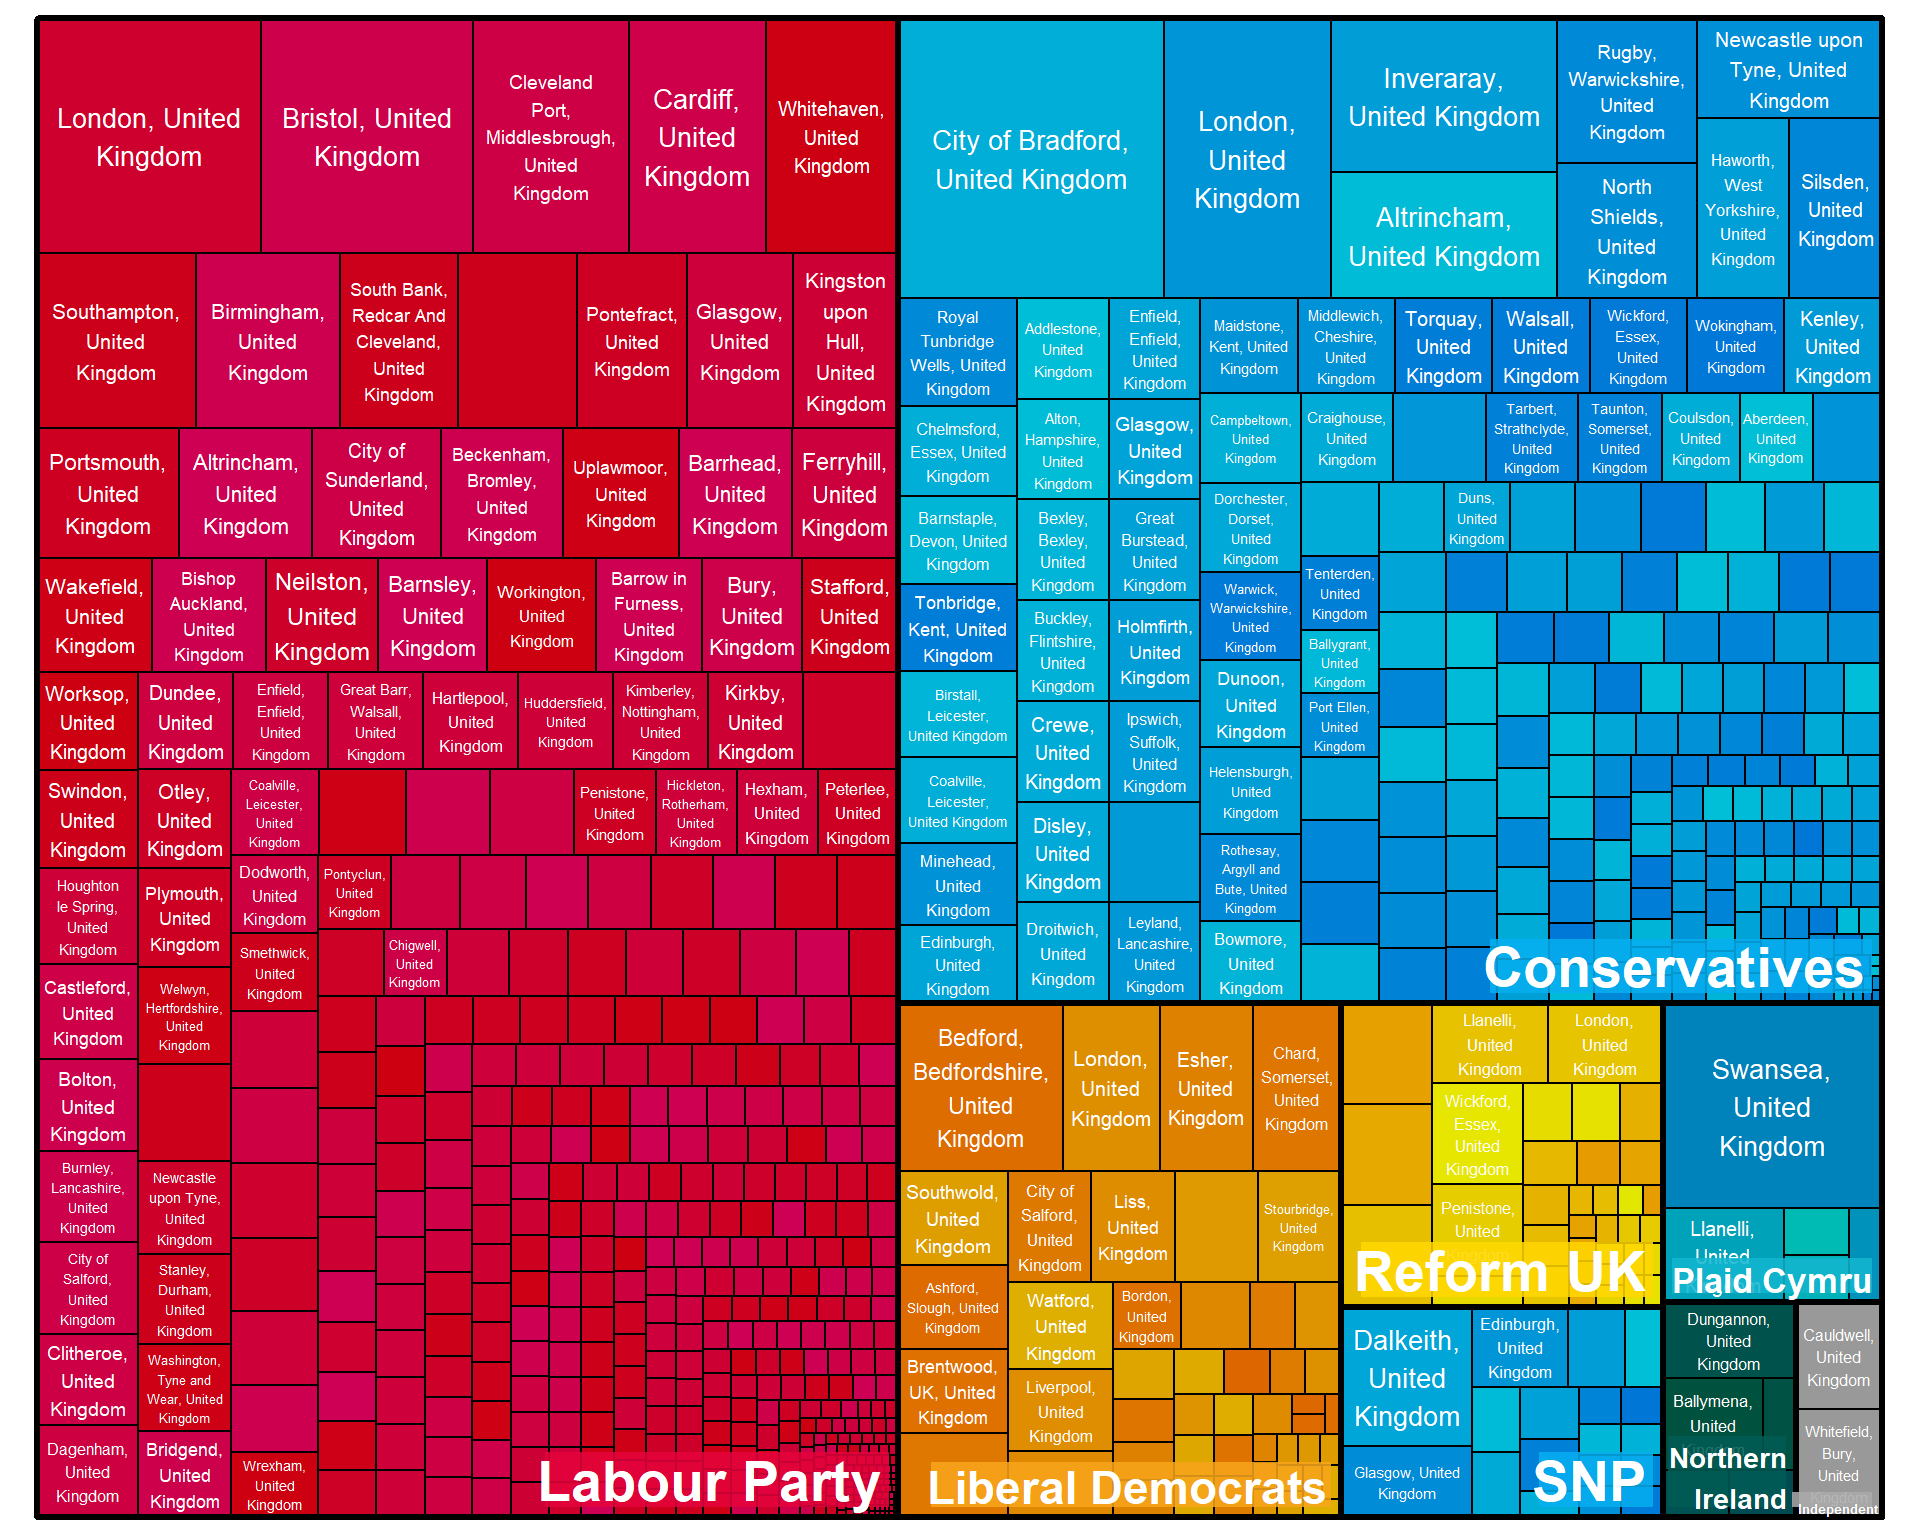 London, United
Kingdom
Bristol, United
Kingdom
Cleveland
Port,
Middlesbrough,
United
Kingdom
Cardiff,
United
Kingdom
Whitehaven,
United
Kingdom
Southampton,
United
Kingdom
Birmingham,
United
Kingdom
South Bank,
Redcar And
Cleveland,
United
Kingdom
Pontefract,
United
Kingdom
Glasgow,
United
Kingdom
Kingston
upon
Hull,
United
Kingdom
Portsmouth,
United
Kingdom
Altrincham,
United
Kingdom
City of
Sunderland,
United
Kingdom
Beckenham,
Bromley,
United
Kingdom
Uplawmoor,
United
Kingdom
Barrhead,
United
Kingdom
Ferryhill,
United
Kingdom
Wakefield,
United
Kingdom
Bishop
Auckland,
United
Kingdom
Neilston,
United
Kingdom
Barnsley,
United
Kingdom
Workington,
United
Kingdom
Barrow in
Furness,
United
Kingdom
Bury,
United
Kingdom
Stafford,
United
Kingdom
Worksop,
United
Kingdom
Dundee,
United
Kingdom
Enfield,
Enfield,
United
Kingdom
Great Barr,
Walsall,
United
Kingdom
Hartlepool,
United
Kingdom
Huddersfield,
United
Kingdom
Kimberley,
Nottingham,
United
Kingdom
Kirkby,
United
Kingdom
Swindon,
United
Kingdom
Otley,
United
Kingdom
Coalville,
Leicester,
United
Kingdom
Penistone,
United
Kingdom
Hickleton,
Rotherham,
United
Kingdom
Hexham,
United
Kingdom
Peterlee,
United
Kingdom
Houghton
le Spring,
United
Kingdom
Plymouth,
United
Kingdom
Dodworth,
United
Kingdom
Pontyclun,
United
Kingdom
Smethwick,
United
Kingdom
Chigwell,
United
Kingdom
Castleford,
United
Kingdom
Welwyn,
Hertfordshire,
United
Kingdom
Bolton,
United
Kingdom
Burnley,
Lancashire,
United
Kingdom
Newcastle
upon Tyne,
United
Kingdom
City of
Salford,
United
Kingdom
Stanley,
Durham,
United
Kingdom
Clitheroe,
United
Kingdom
Washington,
Tyne and
Wear, United
Kingdom
Dagenham,
United
Kingdom
Bridgend,
United
Kingdom
Wrexham,
United
Kingdom
Labour Party
City of Bradford,
United Kingdom
London,
United
Kingdom
Inveraray,
United Kingdom
Altrincham,
United Kingdom
Rugby,
Warwickshire,
United
Kingdom
North
Shields,
United
Kingdom
Newcastle upon
Tyne, United
Kingdom
Haworth,
West
Yorkshire,
United
Kingdom
Silsden,
United
Kingdom
Royal
Tunbridge
Wells, United
Kingdom
Addlestone,
United
Kingdom
Enfield,
Enfield,
United
Kingdom
Maidstone,
Kent, United
Kingdom
Middlewich,
Cheshire,
United
Kingdom
Torquay,
United
Kingdom
Walsall,
United
Kingdom
Wickford,
Essex,
United
Kingdom
Wokingham,
United
Kingdom
Kenley,
United
Kingdom
Chelmsford,
Essex, United
Kingdom
Alton,
Hampshire,
United
Kingdom
Glasgow,
United
Kingdom
Campbeltown,
United
Kingdom
Craighouse,
United
Kingdom
Tarbert,
Strathclyde,
United
Kingdom
Taunton,
Somerset,
United
Kingdom
Coulsdon,
United
Kingdom
Aberdeen,
United
Kingdom
Barnstaple,
Devon, United
Kingdom
Bexley,
Bexley,
United
Kingdom
Great
Burstead,
United
Kingdom
Dorchester,
Dorset,
United
Kingdom
Duns,
United
Kingdom
Tonbridge,
Kent, United
Kingdom
Buckley,
Flintshire,
United
Kingdom
Holmfirth,
United
Kingdom
Warwick,
Warwickshire,
United
Kingdom
Tenterden,
United
Kingdom
Ballygrant,
United
Kingdom
Birstall,
Leicester,
United Kingdom
Crewe,
United
Kingdom
Ipswich,
Suffolk,
United
Kingdom
Dunoon,
United
Kingdom
Port Ellen,
United
Kingdom
Coalville,
Leicester,
United Kingdom
Disley,
United
Kingdom
Helensburgh,
United
Kingdom
Minehead,
United
Kingdom
Rothesay,
Argyll and
Bute, United
Kingdom
Edinburgh,
United
Kingdom
Droitwich,
United
Kingdom
Leyland,
Lancashire,
United
Kingdom
Bowmore,
United
Kingdom
Conservatives
Bedford,
Bedfordshire,
United
Kingdom
London,
United
Kingdom
Esher,
United
Kingdom
Chard,
Somerset,
United
Kingdom
Southwold,
United
Kingdom
City of
Salford,
United
Kingdom
Liss,
United
Kingdom
Stourbridge,
United
Kingdom
Ashford,
Slough, United
Kingdom
Watford,
United
Kingdom
Bordon,
United
Kingdom
Brentwood,
UK, United
Kingdom
Liverpool,
United
Kingdom
Liberal Democrats
Llanelli,
United
Kingdom
London,
United
Kingdom
Wickford,
Essex,
United
Kingdom
Penistone,
United
Reform UK
Swansea,
United
Kingdom
Llanelli,
United
Plaid Cymru
Dalkeith,
United
Kingdom
Edinburgh,
United
Kingdom
Glasgow, United
Kingdom
SNP
Dungannon,
United
Kingdom
Ballymena,
United
Kingdom
Northern
Ireland
Cauldwell,
United
Kingdom
Whitefield,
Bury,
United
Kingdom
Independent